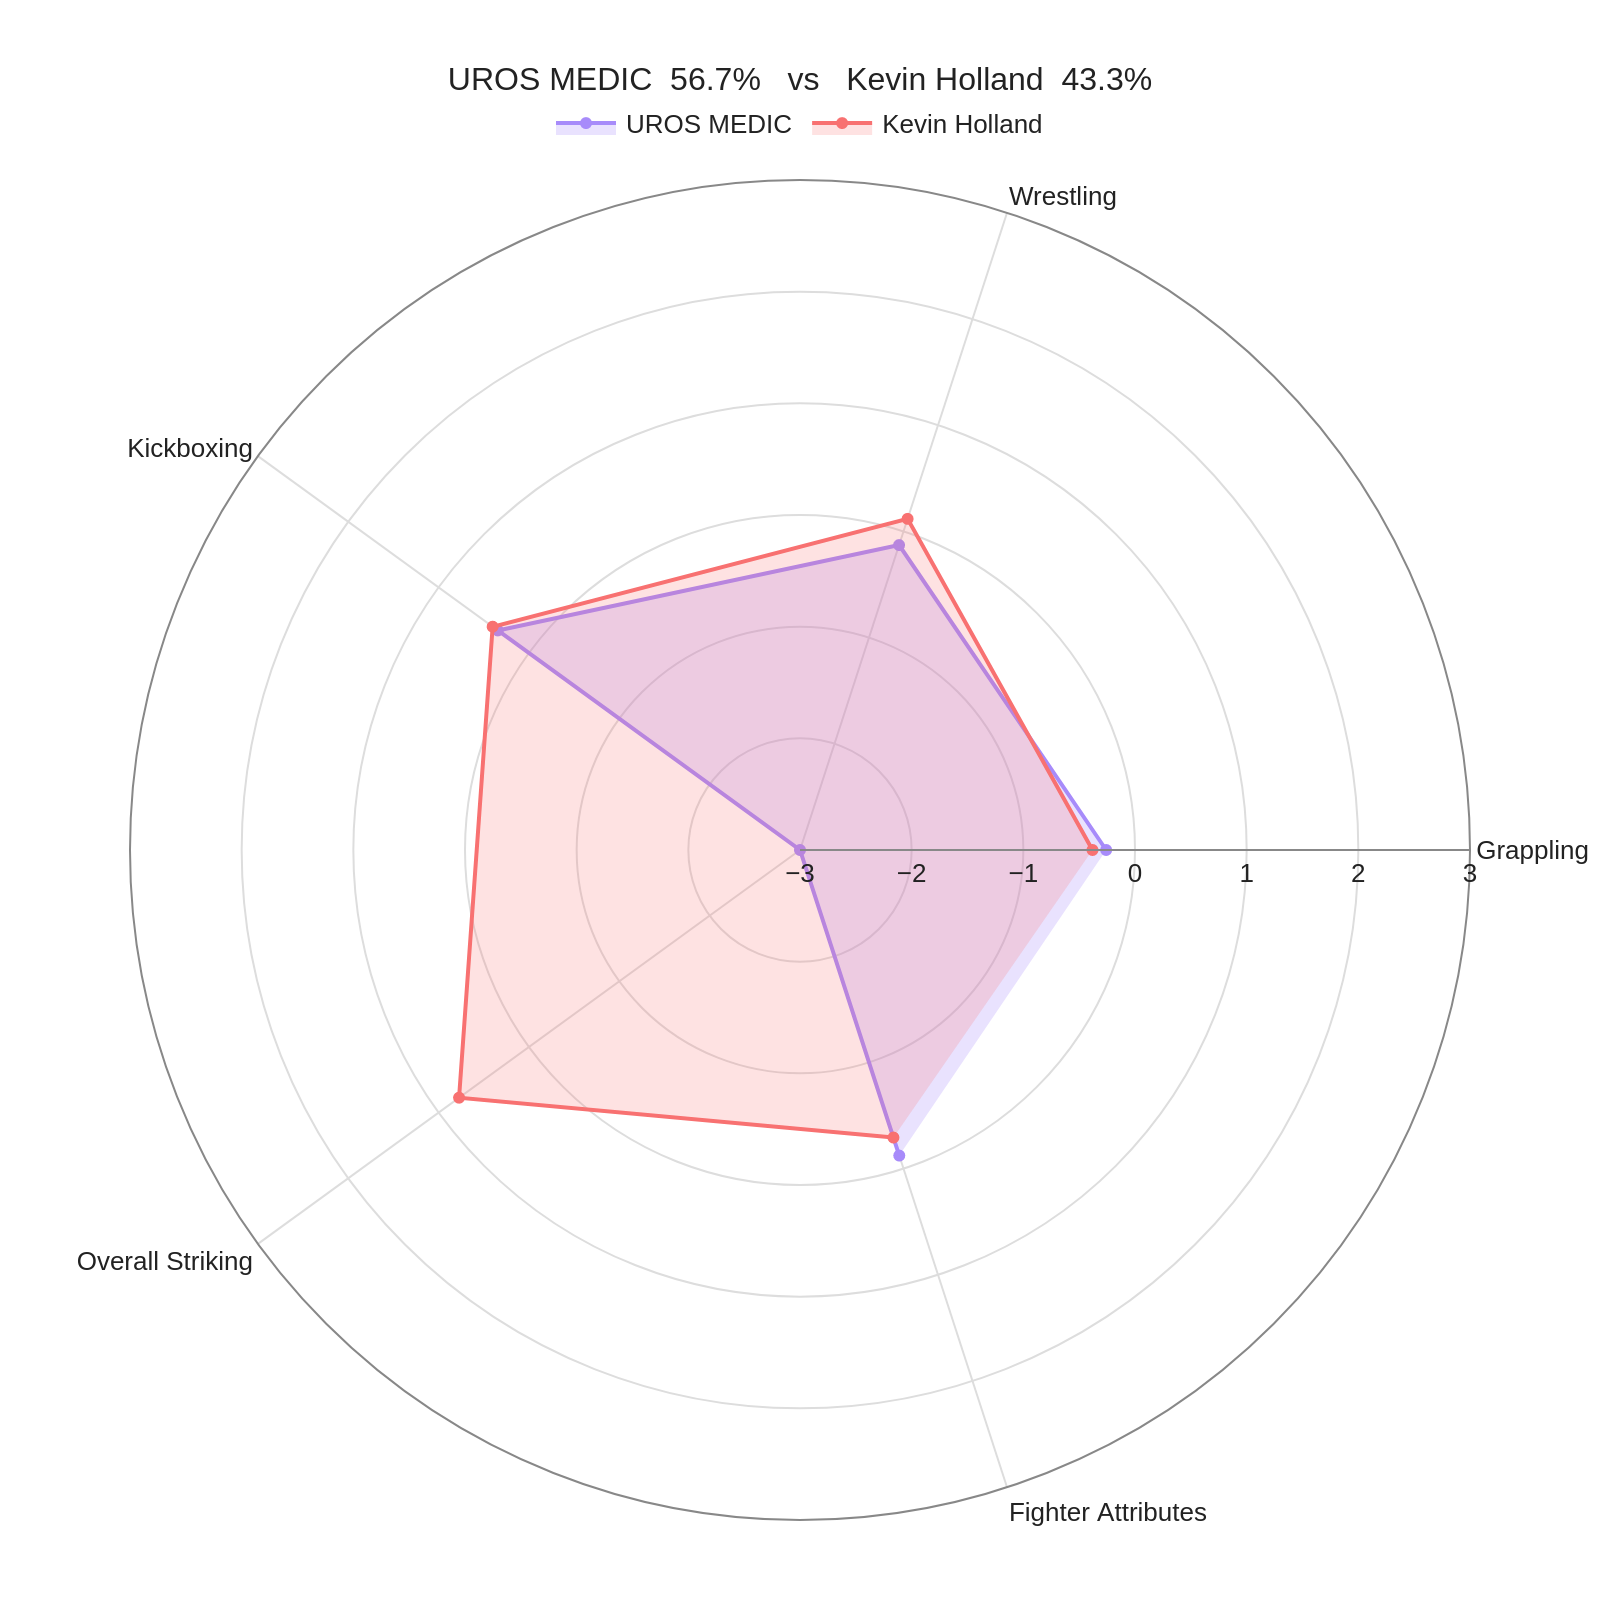 UROS MEDIC 56.7% vs Kevin Holland 43.3%
UROS MEDIC Kevin Holland
Wrestling
Kickboxing
Grappling
−3 −2 −1 0 1 2 3
Overall Striking
Fighter Attributes